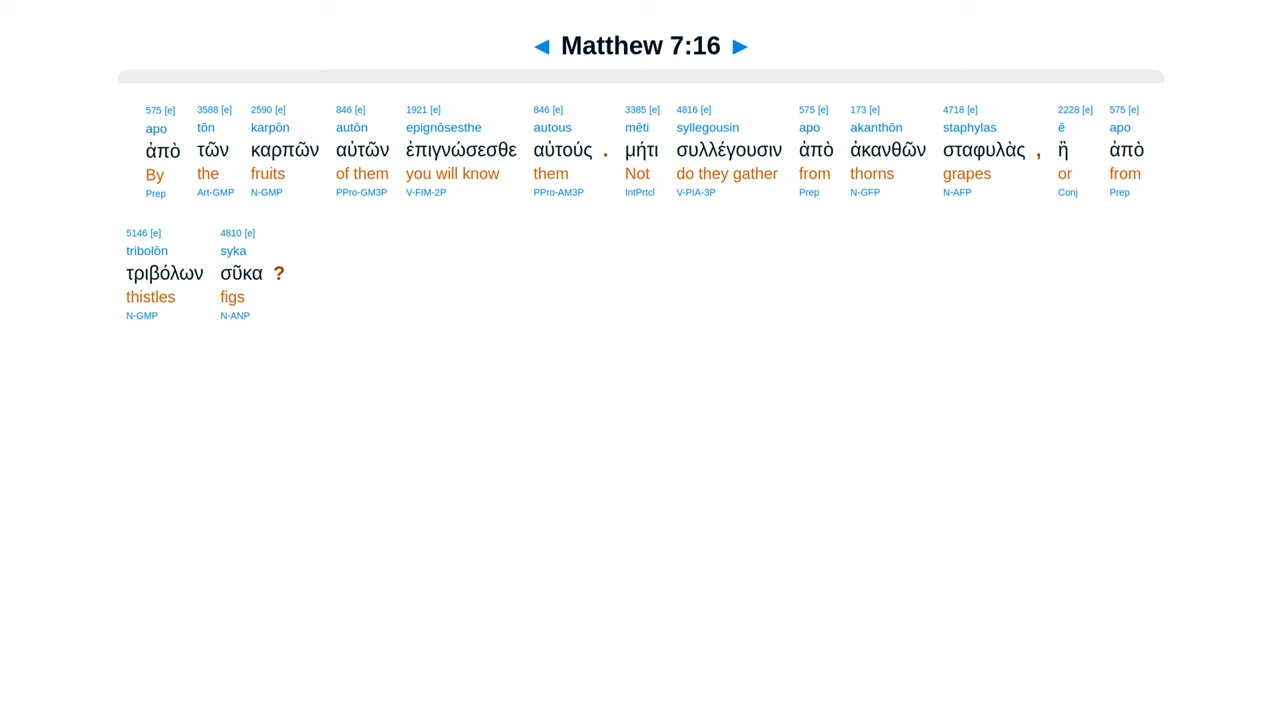 ◄ Matthew 7:16 ►
575 [e] 3588 [e] 2590 [e] 846 [e] 1921 [e] 846 [e] 3385 [e] 4816 [e] 575 [e] 173 [e] 4718 [e] 2228 [e] 575 [e]
apo tōn karpōn autōn epignōsesthe autous mēti syllegousin apo akanthōn staphylas ē apo
ἀπὸ τῶν καρπῶν αὐτῶν ἐπιγνώσεσθε αὐτούς . μήτι συλλέγουσιν ἀπὸ ἀκανθῶν σταφυλὰς , ἢ ἀπὸ
By the fruits of them you will know them Not do they gather from thorns grapes or from
Prep Art-GMP N-GMP PPro-GM3P V-FIM-2P PPro-AM3P IntPrtcl V-PIA-3P Prep N-GFP N-AFP Conj Prep
5146 [e] 4810 [e]
tribolōn syka
τριβόλων σῦκα ?
thistles figs
N-GMP N-ANP